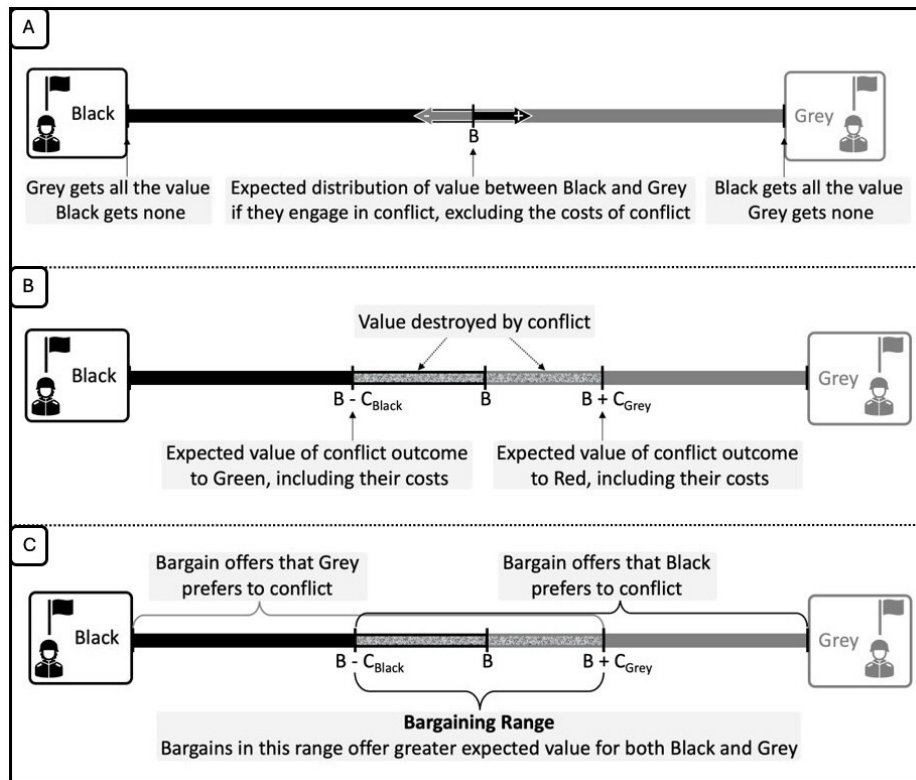 A
Black
- +
B
Grey
Grey gets all the value
Black gets none
Expected distribution of value between Black and Grey
if they engage in conflict, excluding the costs of conflict
Black gets all the value
Grey gets none
B
Value destroyed by conflict
Black
B - CBlack
B
B + CGrey
Grey
Expected value of conflict outcome
to Green, including their costs
Expected value of conflict outcome
to Red, including their costs
C
Bargain offers that Grey
prefers to conflict
Bargain offers that Black
prefers to conflict
Black
B - CBlack
B
B + CGrey
Grey
Bargaining Range
Bargains in this range offer greater expected value for both Black and Grey